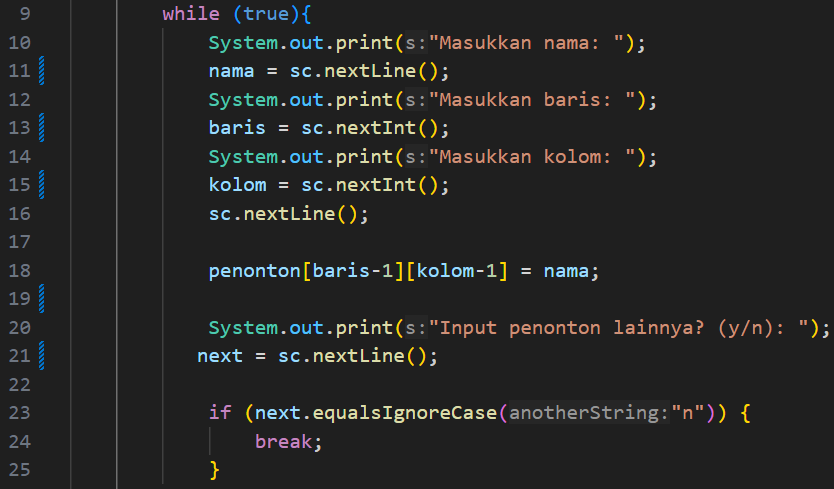 9 while (true){
10 System.out.print(s:"Masukkan nama: ");
11 nama = sc.nextLine();
12 System.out.print(s:"Masukkan baris: ");
13 baris = sc.nextInt();
14 System.out.print(s:"Masukkan kolom: ");
15 kolom = sc.nextInt();
16 sc.nextLine();
17
18 penonton[baris-1][kolom-1] = nama;
19
20 System.out.print(s:"Input penonton lainnya? (y/n): ");
21 next = sc.nextLine();
22
23 if (next.equalsIgnoreCase(anotherString:"n")) {
24 break;
25 }